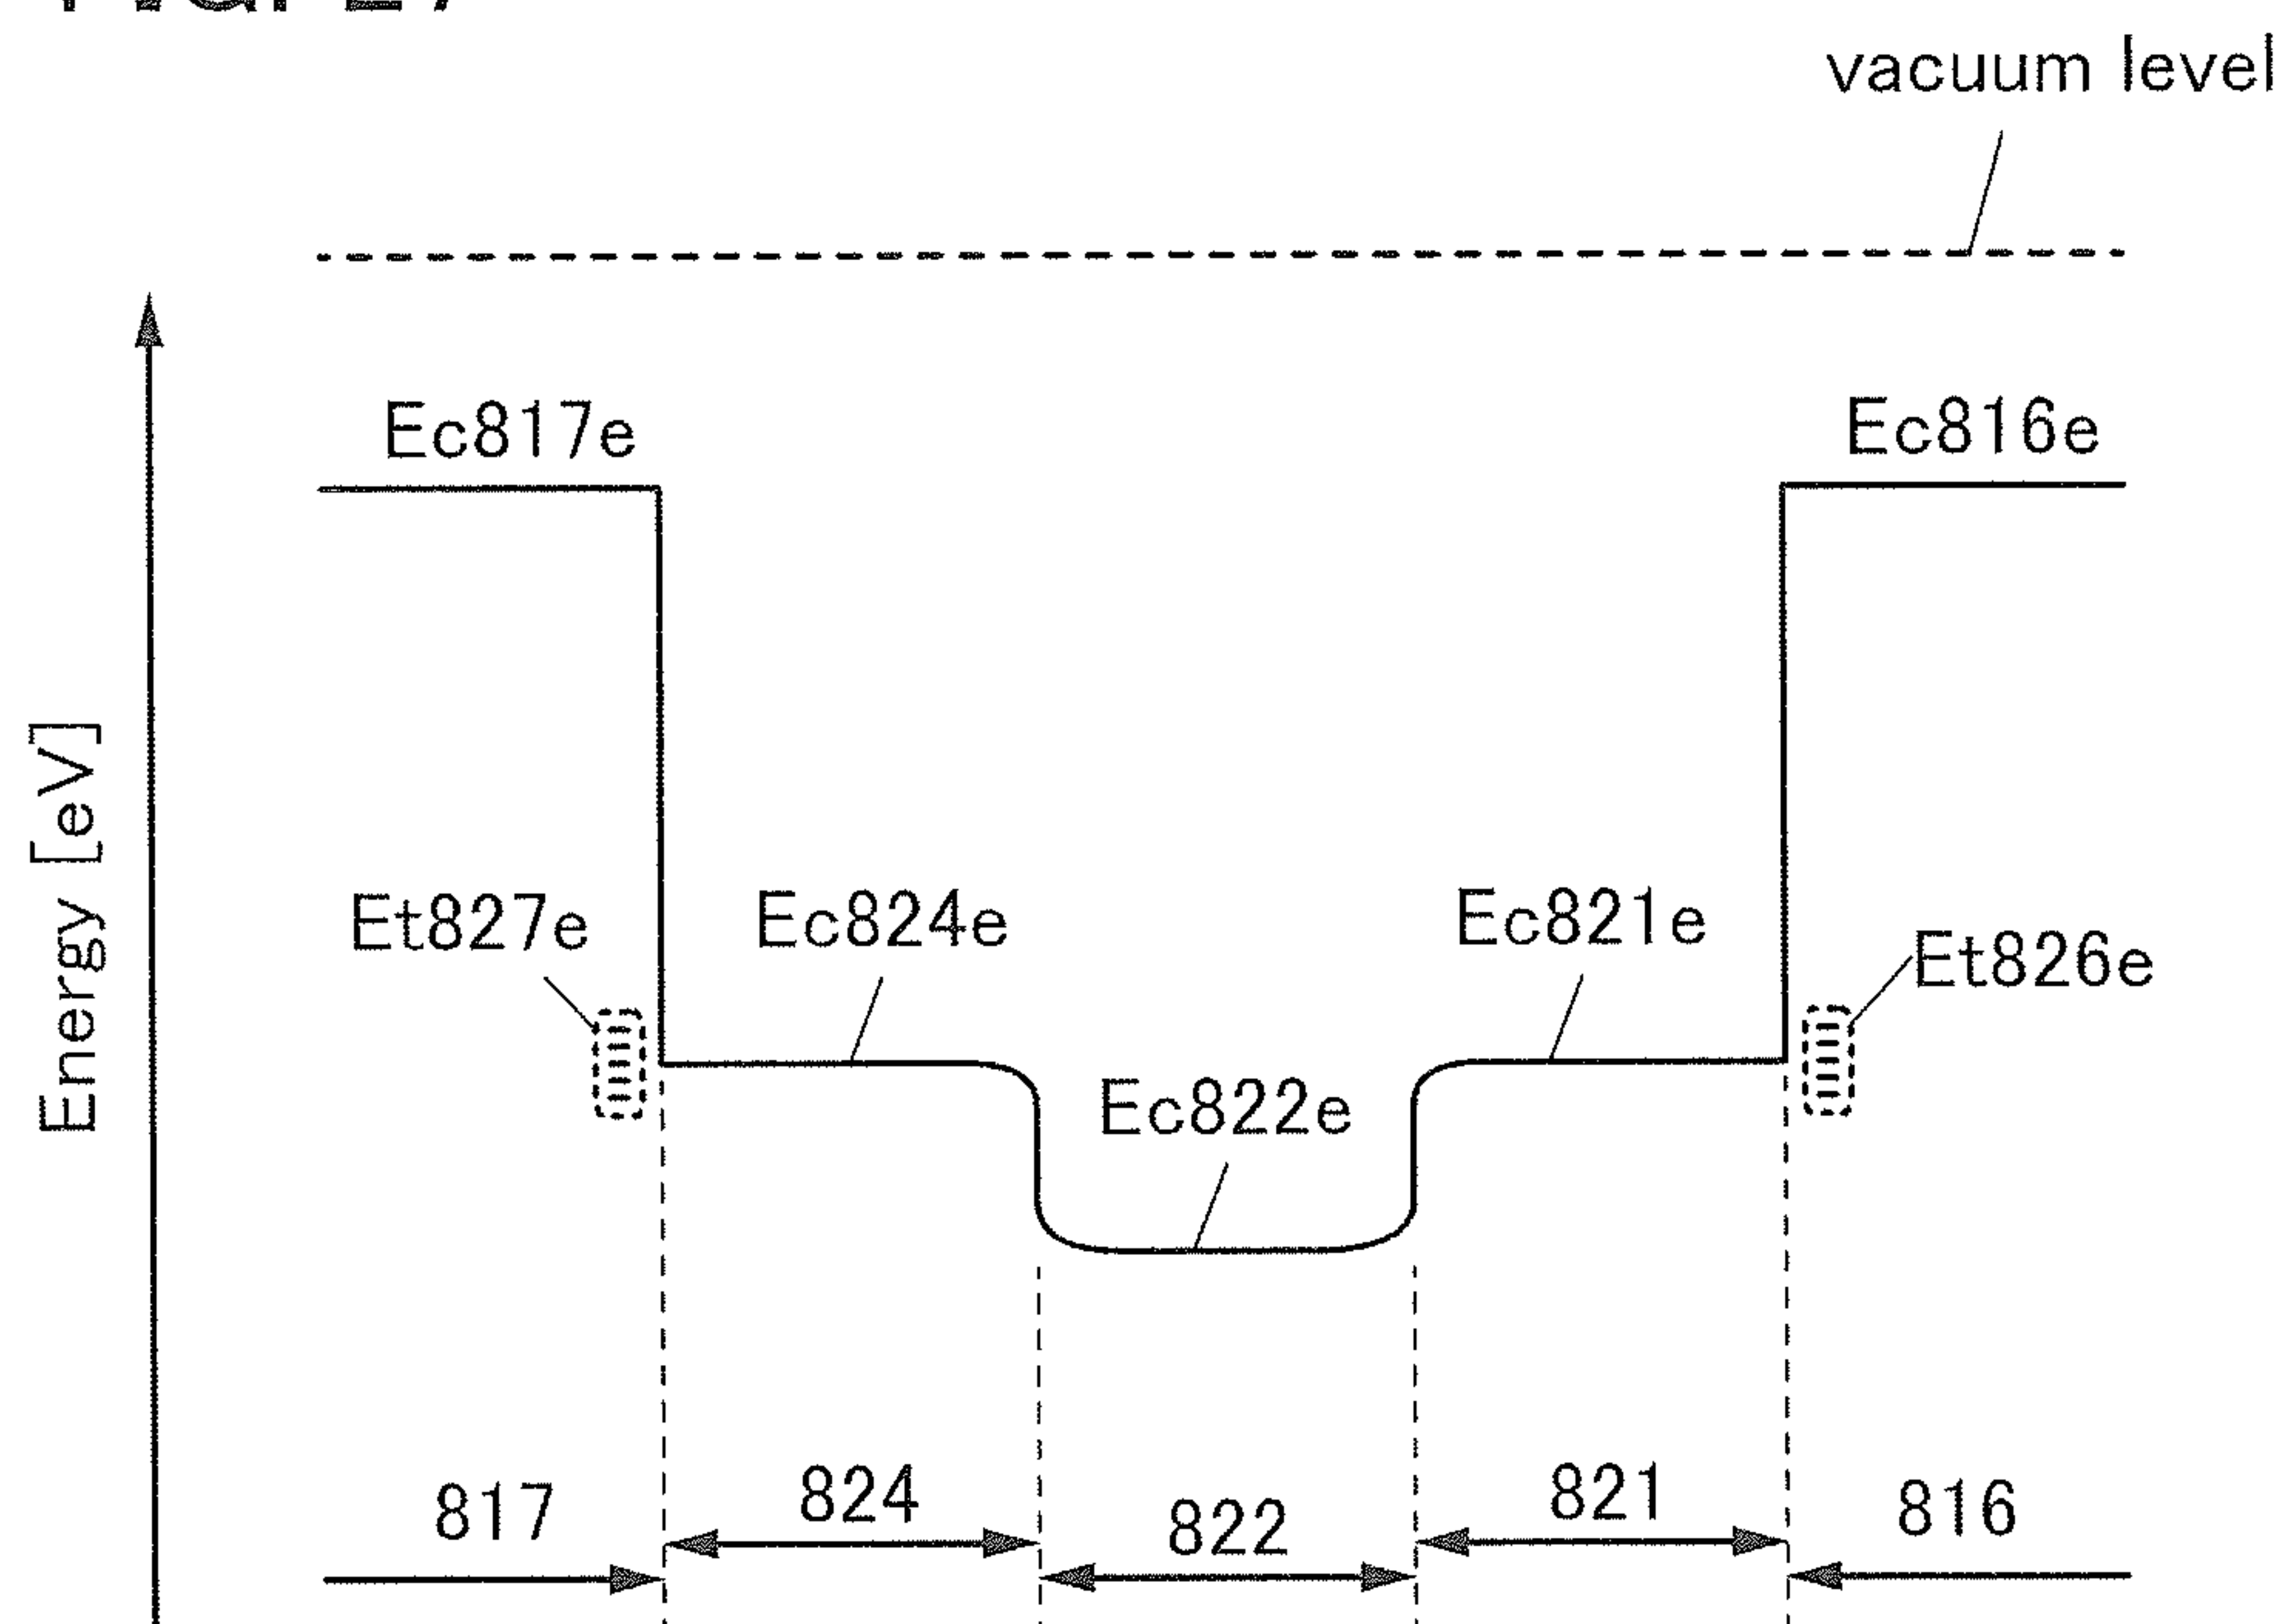 vacuum level
Ec817e
Ec816e
Energy [eV]
Et827e
Ec824e
Ec821e
Et826e
Ec822e
817
824
822
821
816